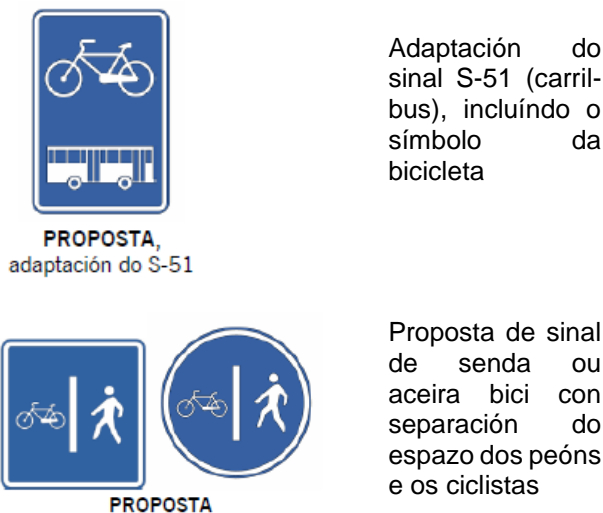 Adaptación do
sinal S-51 (carril-
bus), incluíndo o
símbolo da
bicicleta
PROPOSTA,
adaptación do S-51
Proposta de sinal
de senda ou
aceira bici con
separación do
espazo dos peóns
e os ciclistas
PROPOSTA